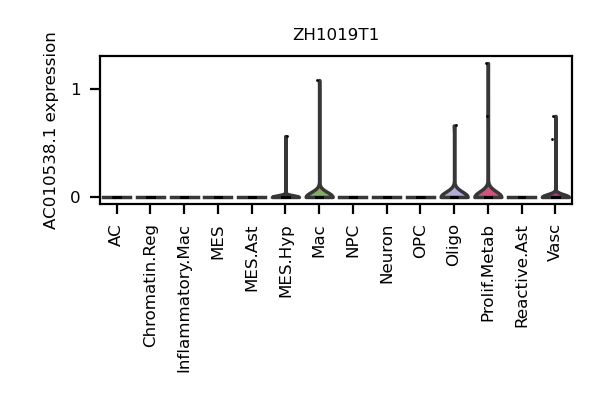 ZH1019T1
AC010538.1 expression
1
0
AC
Chromatin.Reg
Inflammatory.Mac
MES
MES.Ast
MES.Hyp
Mac
NPC
Neuron
OPC
Oligo
Prolif.Metab
Reactive.Ast
Vasc